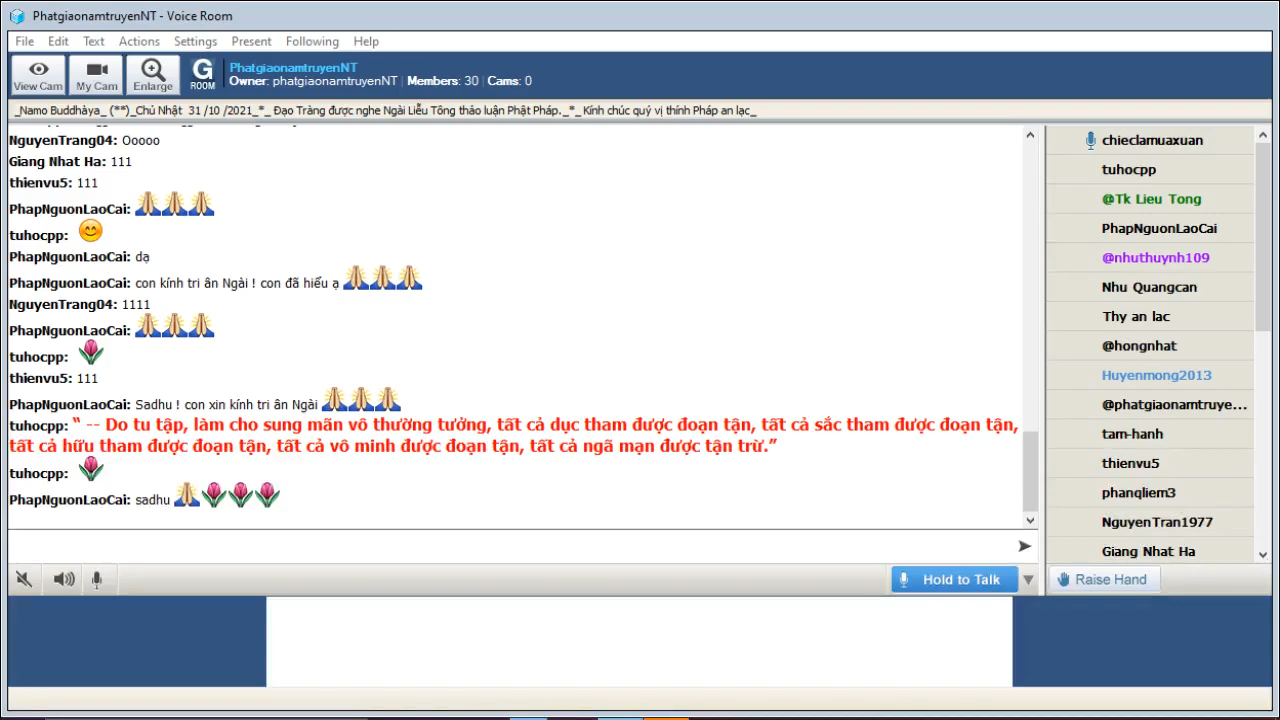 PhatgiaonamtruyenNT - Voice Room
File Edit Text Actions Settings Present Following Help
View Cam My Cam Enlarge G ROOM
PhatgiaonamtruyenNT
Owner: phatgiaonamtruyenNT | Members: 30 | Cams: 0
_Namo Buddhàya_ (**)_Chủ Nhật 31 /10 /2021_*_ Đạo Tràng được nghe Ngài Liễu Tông thảo luận Phật Pháp._*_ Kính chúc quý vị thính Pháp an lạc_
NguyenTrang04: Ooooo
Giang Nhat Ha: 111
thienvu5: 111
PhapNguonLaoCai:
tuhocpp:
PhapNguonLaoCai: dạ
PhapNguonLaoCai: con kính tri ân Ngài ! con đã hiểu ạ
NguyenTrang04: 1111
PhapNguonLaoCai:
tuhocpp:
thienvu5: 111
PhapNguonLaoCai: Sadhu ! con xin kính tri ân Ngài
tuhocpp: “ -- Do tu tập, làm cho sung mãn vô thường tưởng, tất cả dục tham được đoạn tận, tất cả sắc tham được đoạn tận,
tất cả hữu tham được đoạn tận, tất cả vô minh được đoạn tận, tất cả ngã mạn được tận trừ.”
tuhocpp:
PhapNguonLaoCai: sadhu
chieclamuaxuan
tuhocpp
@Tk Lieu Tong
PhapNguonLaoCai
@nhuthuynh109
Nhu Quangcan
Thy an lac
@hongnhat
Huyenmong2013
@phatgiaonamtruye...
tam-hanh
thienvu5
phanqliem3
NguyenTran1977
Giang Nhat Ha
Hold to Talk
Raise Hand